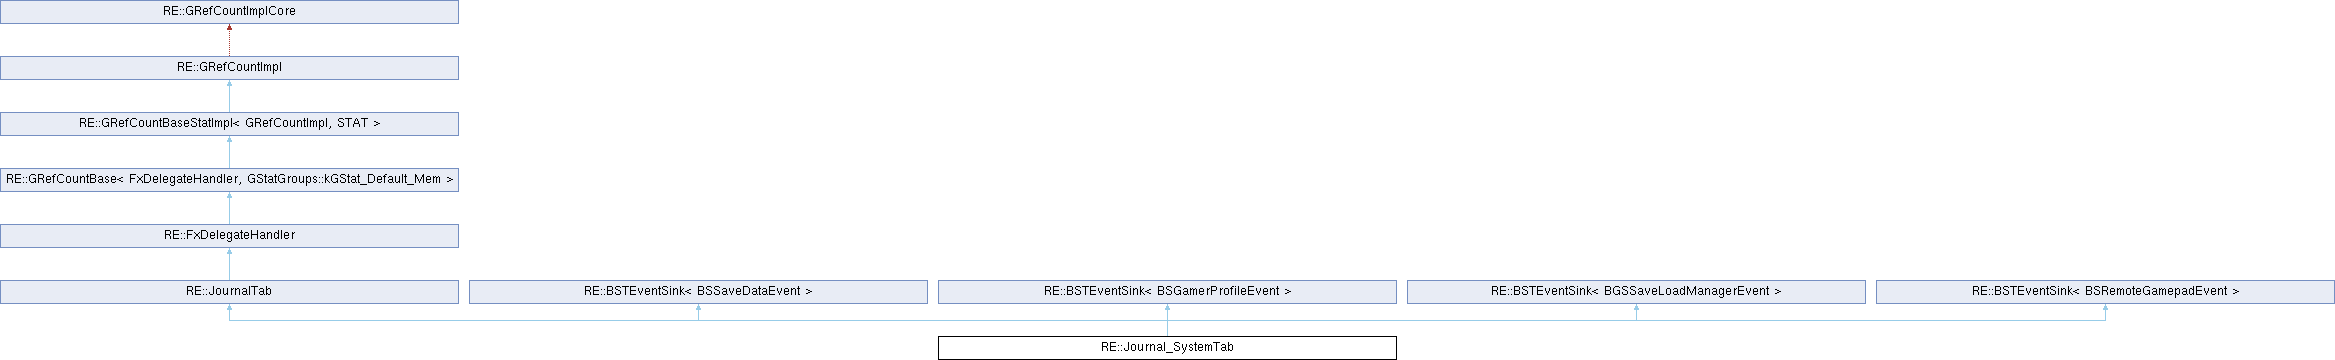 RE::GRefCountImplCore
RE::GRefCountImpl
RE::GRefCountBaseStatImpl< GRefCountImpl, STAT >
RE::GRefCountBase< FxDelegateHandler, GStatGroups::kGStat_Default_Mem >
RE::FxDelegateHandler
RE::JournalTab
RE::BSTEventSink< BSSaveDataEvent >
RE::BSTEventSink< BSGamerProfileEvent >
RE::BSTEventSink< BGSSaveLoadManagerEvent >
RE::BSTEventSink< BSRemoteGamepadEvent >
RE::Journal_SystemTab